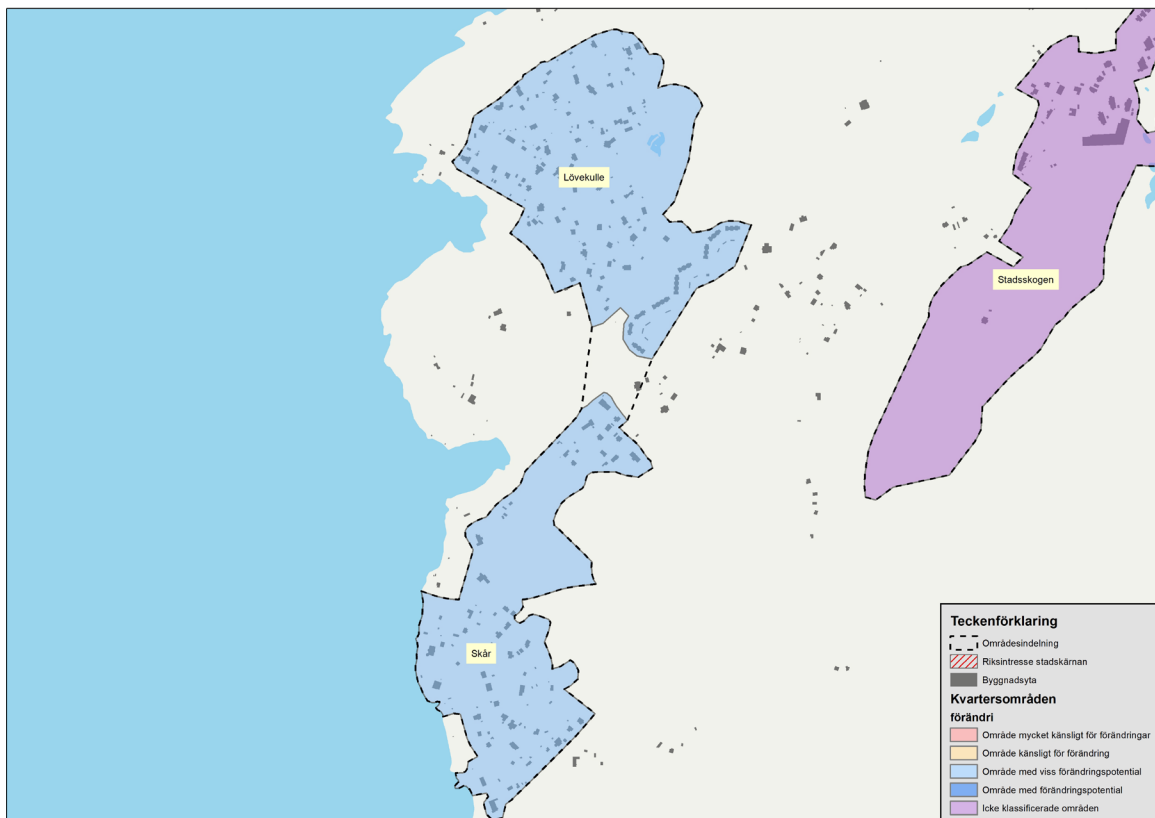 Lövekulle
Stadsskogen
Skår
Teckenförklaring
Områdesindelning
Riksintresse stadskärnan
Byggnadsyta
Kvartersområden
förändri
Område mycket känsligt för förändringar
Område känsligt för förändring
Område med viss förändringspotential
Område med förändringspotential
Icke klassificerade områden